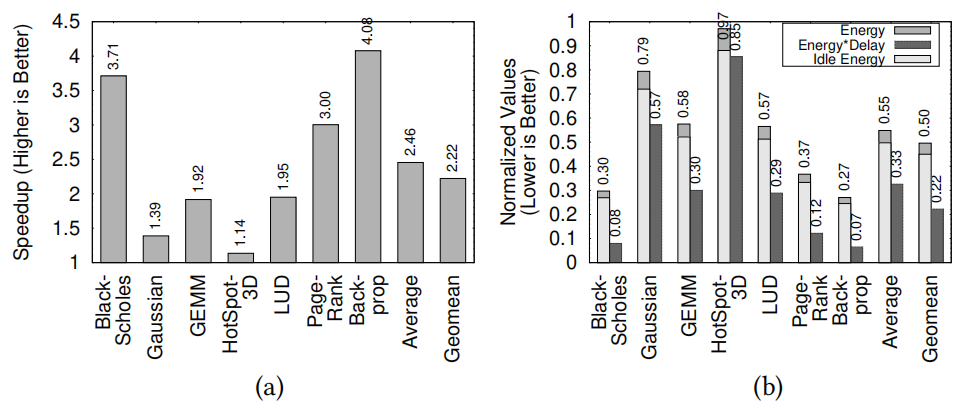 Speedup (Higher is Better)
4.5
4
3.5
3
2.5
2
1.5
1
3.71
1.39
1.92
1.14
1.95
3.00
4.08
2.46
2.22
Black-
Scholes
Gaussian
GEMM
HotSpot-
3D
LUD
Page-
Rank
Back-
prop
Average
Geomean
(a)
Normalized Values
(Lower is Better)
1
0.9
0.8
0.7
0.6
0.5
0.4
0.3
0.2
0.1
0
Energy
Energy*Delay
Idle Energy
0.30
0.08
0.79
0.57
0.58
0.30
0.97
0.85
0.57
0.29
0.37
0.12
0.27
0.07
0.55
0.33
0.50
0.22
Black-
Scholes
Gaussian
GEMM
HotSpot-
3D
LUD
Page-
Rank
Back-
prop
Average
Geomean
(b)